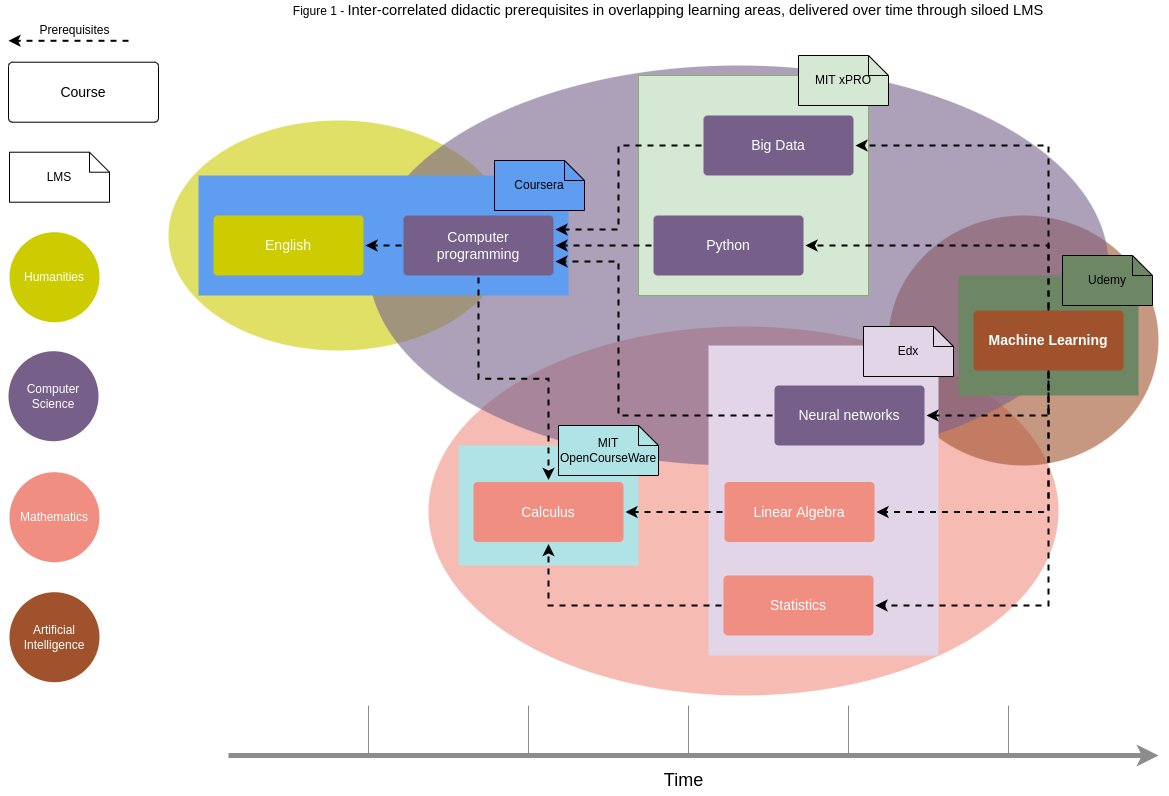 Figure 1 - Inter-correlated didactic prerequisites in overlapping learning areas, delivered over time through siloed LMS
Prerequisites
Course
LMS
Humanities
Computer
Science
Mathematics
Artificial
Intelligence
MIT xPRO
Big Data
Coursera
English
Computer
programming
Python
Udemy
Machine Learning
Edx
Neural networks
MIT
OpenCourseWare
Calculus
Linear Algebra
Statistics
Time